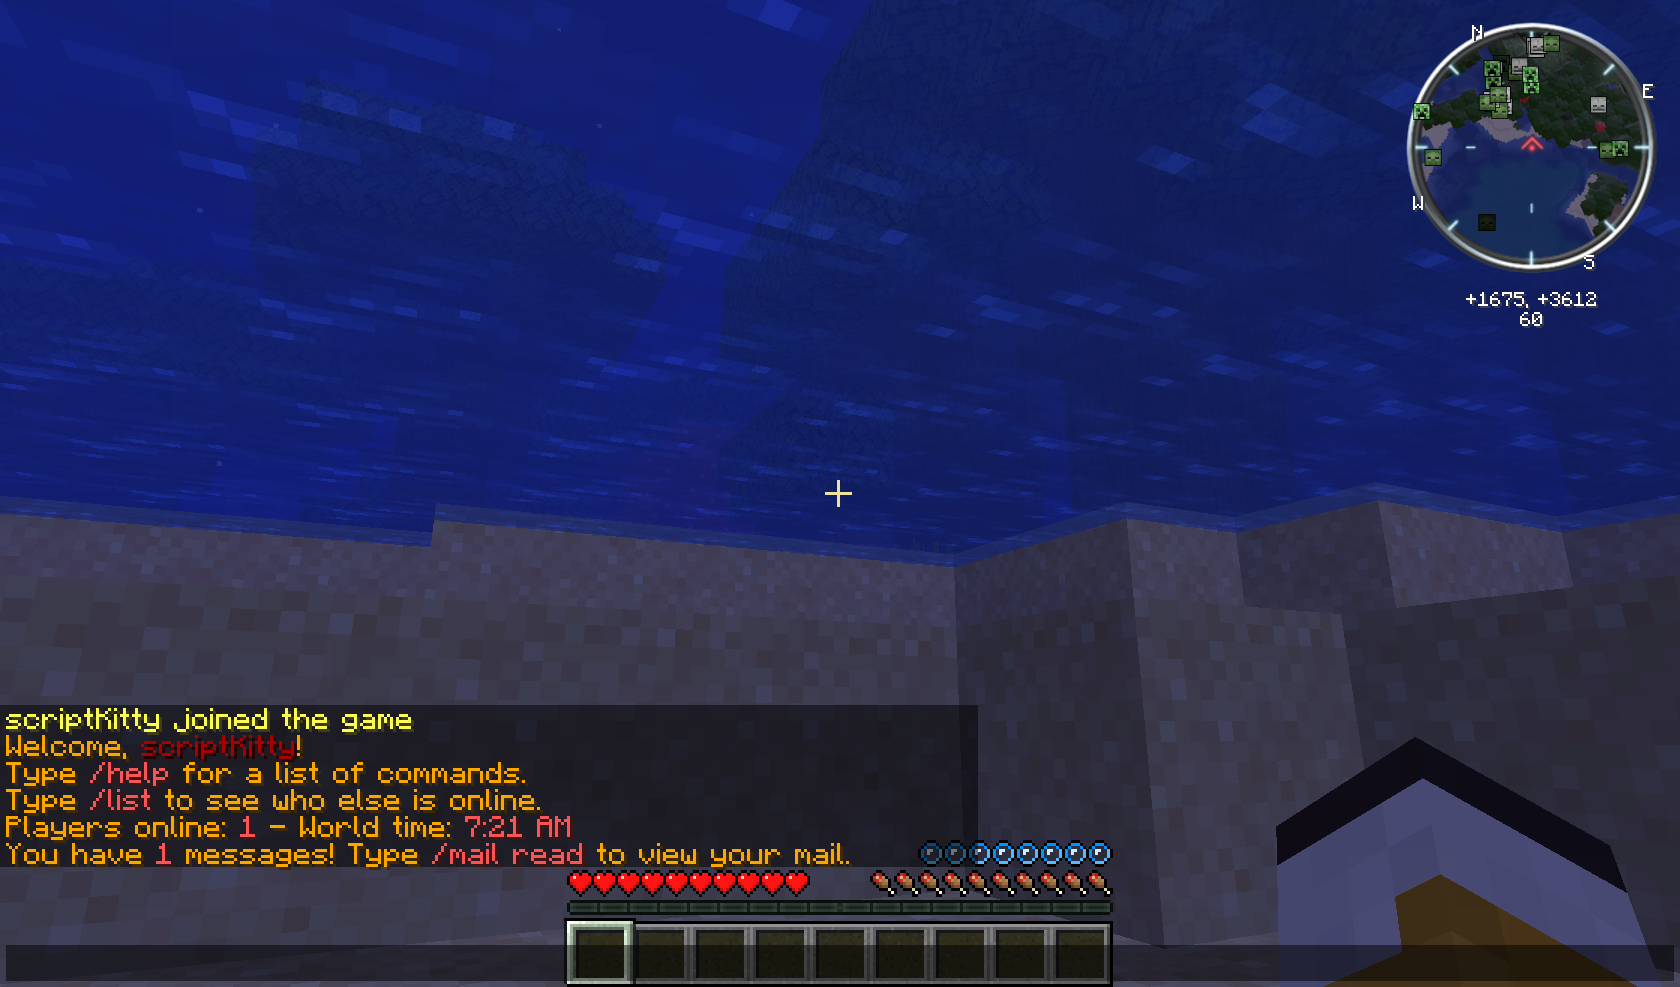 N
E
W
S
+1675, +3612
60
scriptKitty joined the game
Welcome, scriptKitty!
Type /help for a list of commands.
Type /list to see who else is online.
Players online: 1 - World time: 7:21 AM
You have 1 messages! Type /mail read to view your mail.